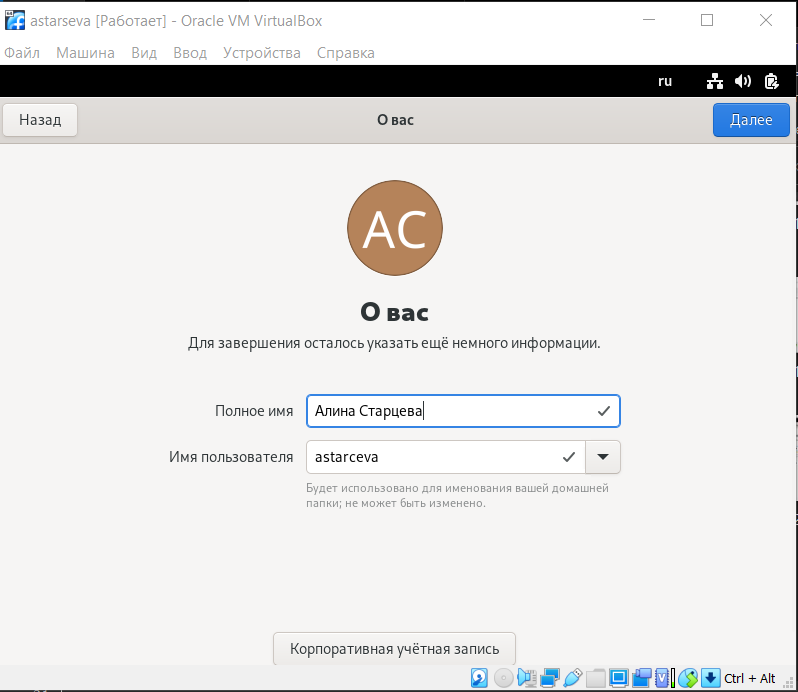 astarseva [Работает] - Oracle VM VirtualBox
Файл Машина Вид Ввод Устройства Справка
ru
Назад О вас Далее
АС
О вас
Для завершения осталось указать ещё немного информации.
Полное имя Алина Старцева
Имя пользователя astarceva
Будет использовано для именования вашей домашней
папки; не может быть изменено.
Корпоративная учётная запись
Ctrl + Alt